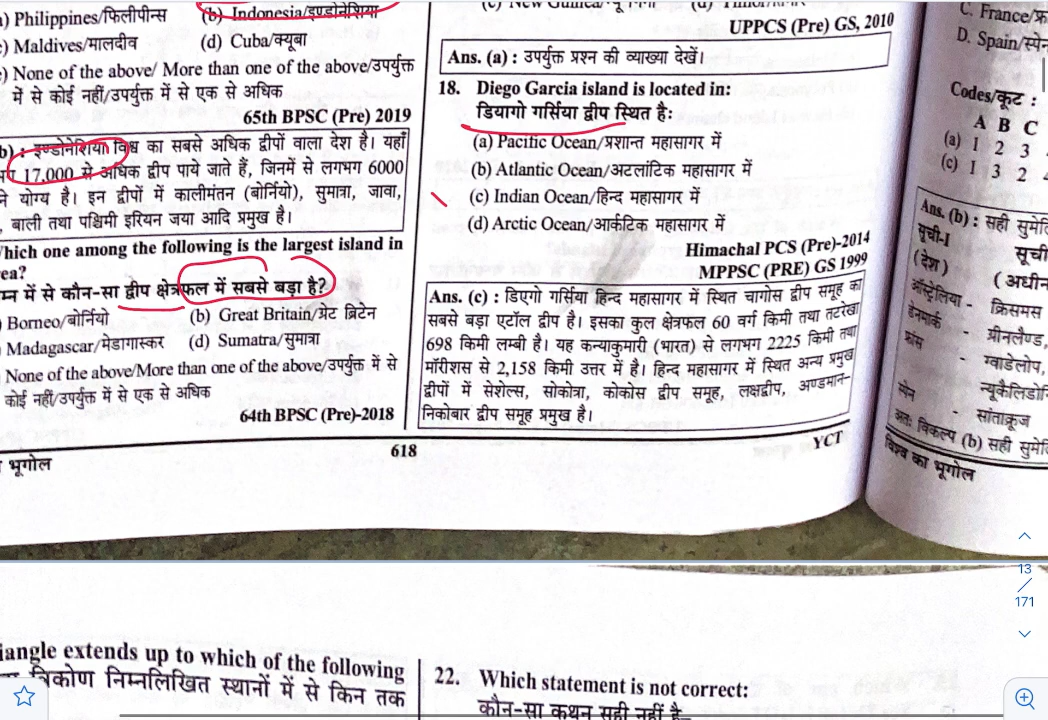 a) Philippines/फिलीपीन्स
(b) Indonesia/इण्डोनेशिया
c) Maldives/मालदीव
(d) Cuba/क्यूबा
e) None of the above/ More than one of the above/उपर्युक्त
में से कोई नहीं/उपर्युक्त में से एक से अधिक
65th BPSC (Pre) 2019
b) : इण्डोनेशिया विश्व का सबसे अधिक द्वीपों वाला देश है। यहाँ
17,000 से अधिक द्वीप पाये जाते हैं, जिनमें से लगभग 6000
ने योग्य है। इन द्वीपों में कालीमंतन (बोर्नियो), सुमात्रा, जावा,
, बाली तथा पश्चिमी इरियन जया आदि प्रमुख है।
Which one among the following is the largest island in
ea?
म्न में से कौन-सा द्वीप क्षेत्रफल में सबसे बड़ा है?
Borneo/बोर्नियो
(b) Great Britain/ग्रेट ब्रिटेन
Madagascar/मेडागास्कर
(d) Sumatra/सुमात्रा
None of the above/More than one of the above/उपर्युक्त में से
कोई नहीं/उपर्युक्त में से एक से अधिक
64th BPSC (Pre)-2018
भूगोल
618
UPPCS (Pre) GS, 2010
Ans. (a) : उपर्युक्त प्रश्न की व्याख्या देखें।
18. Diego Garcia island is located in:
डियागो गर्सिया द्वीप स्थित है:
(a) Pacific Ocean/प्रशान्त महासागर में
(b) Atlantic Ocean/अटलांटिक महासागर में
(c) Indian Ocean/हिन्द महासागर में
(d) Arctic Ocean/आर्कटिक महासागर में
Himachal PCS (Pre)-2014
MPPSC (PRE) GS 1999
Ans. (c) : डिएगो गर्सिया हिन्द महासागर में स्थित चागोस द्वीप समूह का
सबसे बड़ा एटॉल द्वीप है। इसका कुल क्षेत्रफल 60 वर्ग किमी तथा तटरेखा
698 किमी लम्बी है। यह कन्याकुमारी (भारत) से लगभग 2225 किमी तथा
मॉरीशस से 2,158 किमी उत्तर में है। हिन्द महासागर में स्थित अन्य प्रमुख
द्वीपों में सेशेल्स, सोकोत्रा, कोकोस द्वीप समूह, लक्षद्वीप, अण्डमान-
निकोबार द्वीप समूह प्रमुख है।
YCT
C. France/फ्र
D. Spain/स्पेन
Codes/कूट :
A B C
(a) 1 2 3
(c) 1 3 2
Ans. (b) : सही सुमेलि
सूची-I सूची
(देश) ( अधीन
ऑस्ट्रेलिया - क्रिसमस
डेनमार्क - ग्रीनलैण्ड,
फ्रांस - ग्वाडेलोप,
न्यूकैलिडोनि
स्पेन - सांताक्रूज
अतः विकल्प (b) सही सुमेलि
विश्व का भूगोल
13
171
iangle extends up to which of the following
त्रिकोण निम्नलिखित स्थानों में से किन तक
22. Which statement is not correct:
कौन-सा कथन सही नहीं है